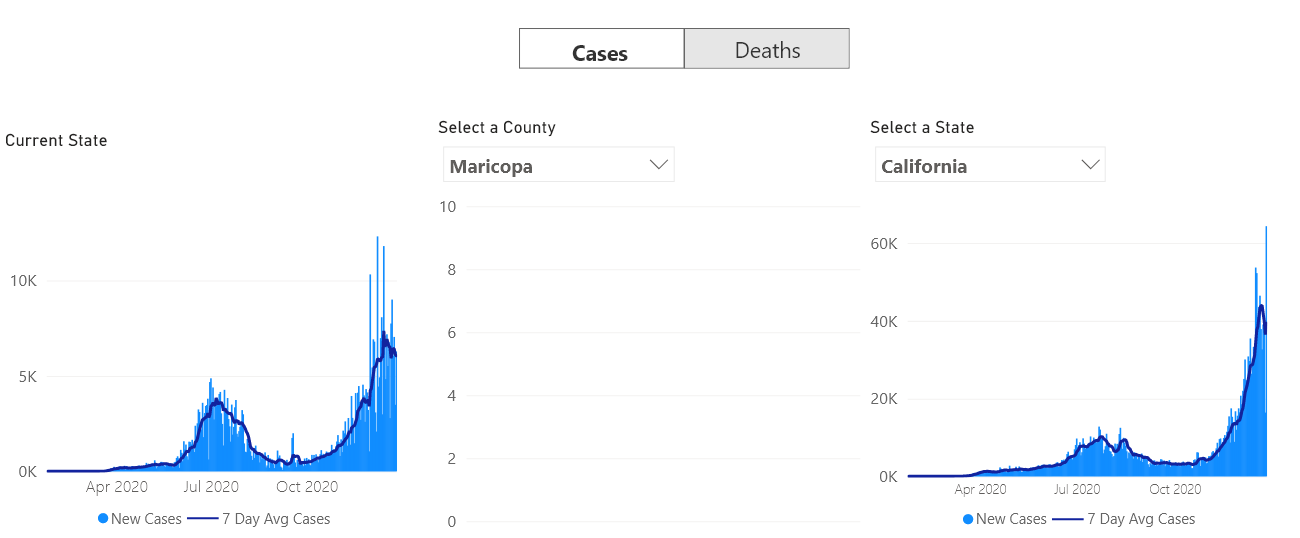 Cases
Deaths
Current State
10K
5K
0K
Apr 2020
Jul 2020
Oct 2020
New Cases
7 Day Avg Cases
Select a County
Maricopa
10
8
6
4
2
0
Select a State
California
60K
40K
20K
0K
Apr 2020
Jul 2020
Oct 2020
New Cases
7 Day Avg Cases